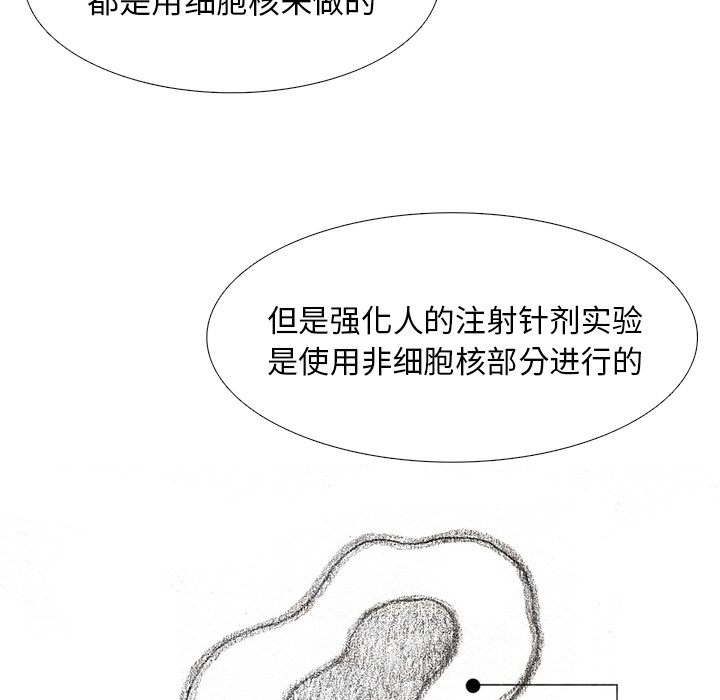 都是用细胞核来做的
但是强化人的注射针剂实验
是使用非细胞核部分进行的